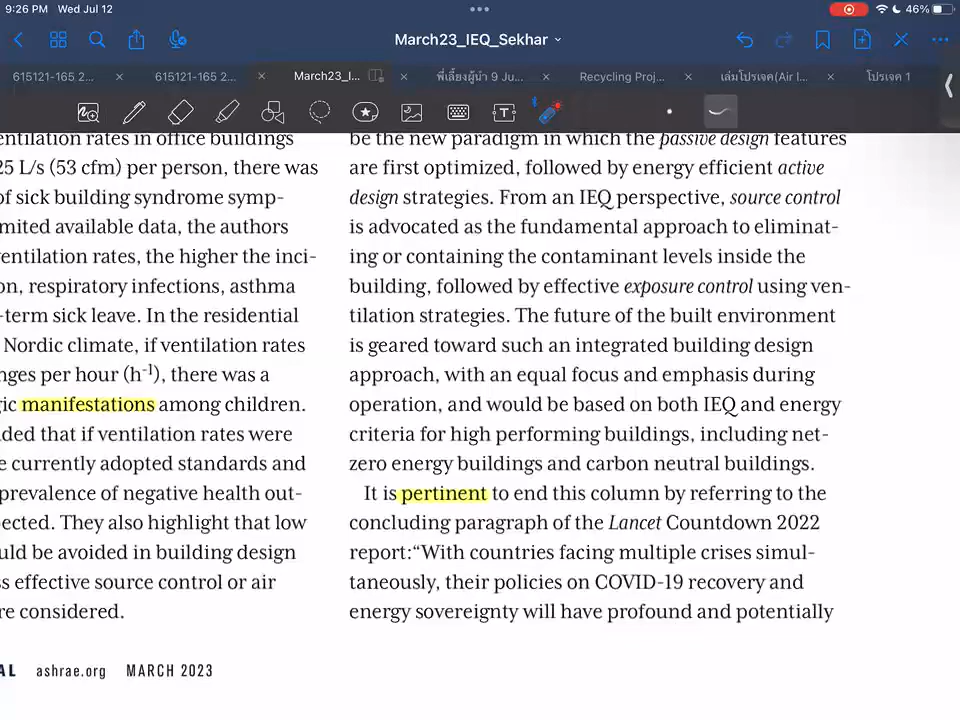 9:26 PM Wed Jul 12
46%
March23_IEQ_Sekhar
615121-165 2...
615121-165 2...
March23_I...
พี่เลี้ยงผู้นำ 9 Ju...
Recycling Proj...
เล่มโปรเจค(Air l...
โปรเจค 1
entilation rates in office buildings
25 L/s (53 cfm) per person, there was
of sick building syndrome symp-
mited available data, the authors
ventilation rates, the higher the inci-
on, respiratory infections, asthma
-term sick leave. In the residential
Nordic climate, if ventilation rates
nges per hour (h-1), there was a
gic manifestations among children.
ded that if ventilation rates were
e currently adopted standards and
prevalence of negative health out-
ected. They also highlight that low
uld be avoided in building design
ss effective source control or air
re considered.
be the new paradigm in which the passive design features
are first optimized, followed by energy efficient active
design strategies. From an IEQ perspective, source control
is advocated as the fundamental approach to eliminat-
ing or containing the contaminant levels inside the
building, followed by effective exposure control using ven-
tilation strategies. The future of the built environment
is geared toward such an integrated building design
approach, with an equal focus and emphasis during
operation, and would be based on both IEQ and energy
criteria for high performing buildings, including net-
zero energy buildings and carbon neutral buildings.
It is pertinent to end this column by referring to the
concluding paragraph of the Lancet Countdown 2022
report:“With countries facing multiple crises simul-
taneously, their policies on COVID-19 recovery and
energy sovereignty will have profound and potentially
AL ashrae.org MARCH 2023